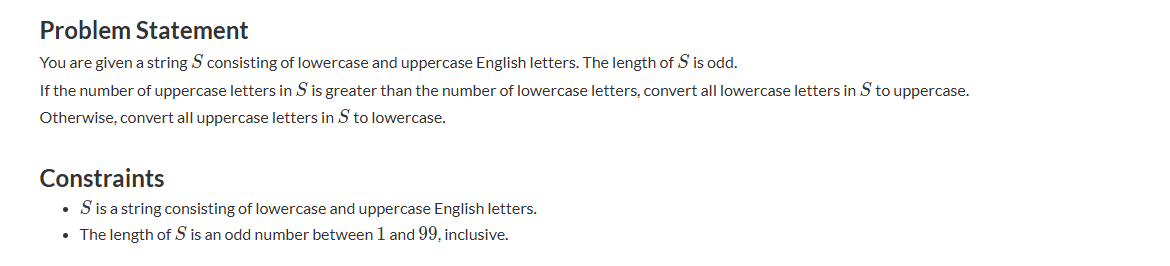 Problem Statement
You are given a string S consisting of lowercase and uppercase English letters. The length of S is odd.
If the number of uppercase letters in S is greater than the number of lowercase letters, convert all lowercase letters in S to uppercase.
Otherwise, convert all uppercase letters in S to lowercase.
Constraints
• S is a string consisting of lowercase and uppercase English letters.
• The length of S is an odd number between 1 and 99, inclusive.